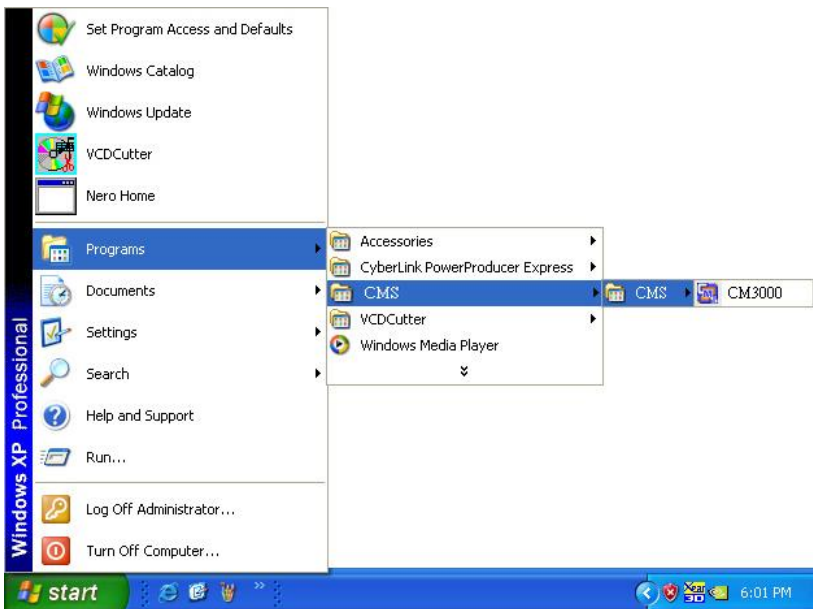 Set Program Access and Defaults
Windows Catalog
Windows Update
VCDCutter
Nero Home
Programs
Documents
Settings
Search
Help and Support
Run...
Log Off Administrator...
Turn Off Computer...
Windows XP Professional
Accessories
CyberLink PowerProducer Express
CMS
VCDCutter
Windows Media Player
CMS
CM3000
start
Xear
3D
6:01 PM